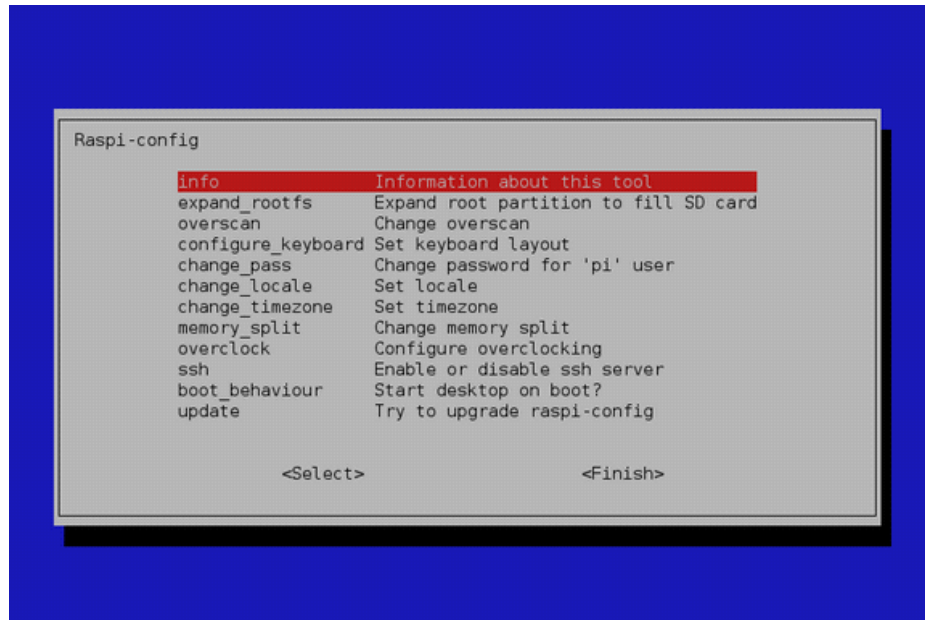 Raspi-config
info Information about this tool
expand_rootfs Expand root partition to fill SD card
overscan Change overscan
configure_keyboard Set keyboard layout
change_pass Change password for 'pi' user
change_locale Set locale
change_timezone Set timezone
memory_split Change memory split
overclock Configure overclocking
ssh Enable or disable ssh server
boot_behaviour Start desktop on boot?
update Try to upgrade raspi-config
<Select> <Finish>